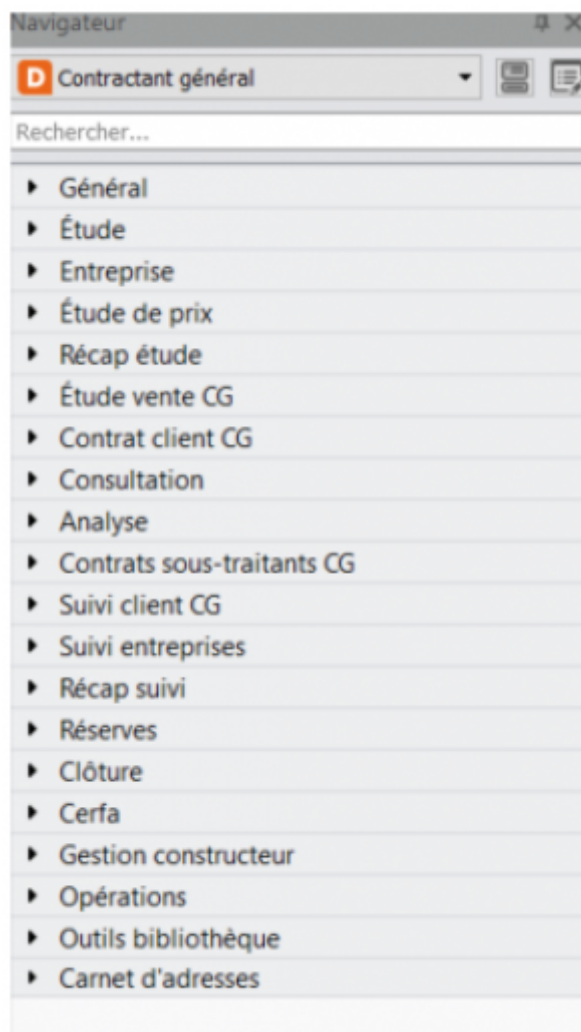 Navigateur
D Contractant général
Rechercher...
Général
Étude
Entreprise
Étude de prix
Récap étude
Étude vente CG
Contrat client CG
Consultation
Analyse
Contrats sous-traitants CG
Suivi client CG
Suivi entreprises
Récap suivi
Réserves
Clôture
Cerfa
Gestion constructeur
Opérations
Outils bibliothèque
Carnet d'adresses